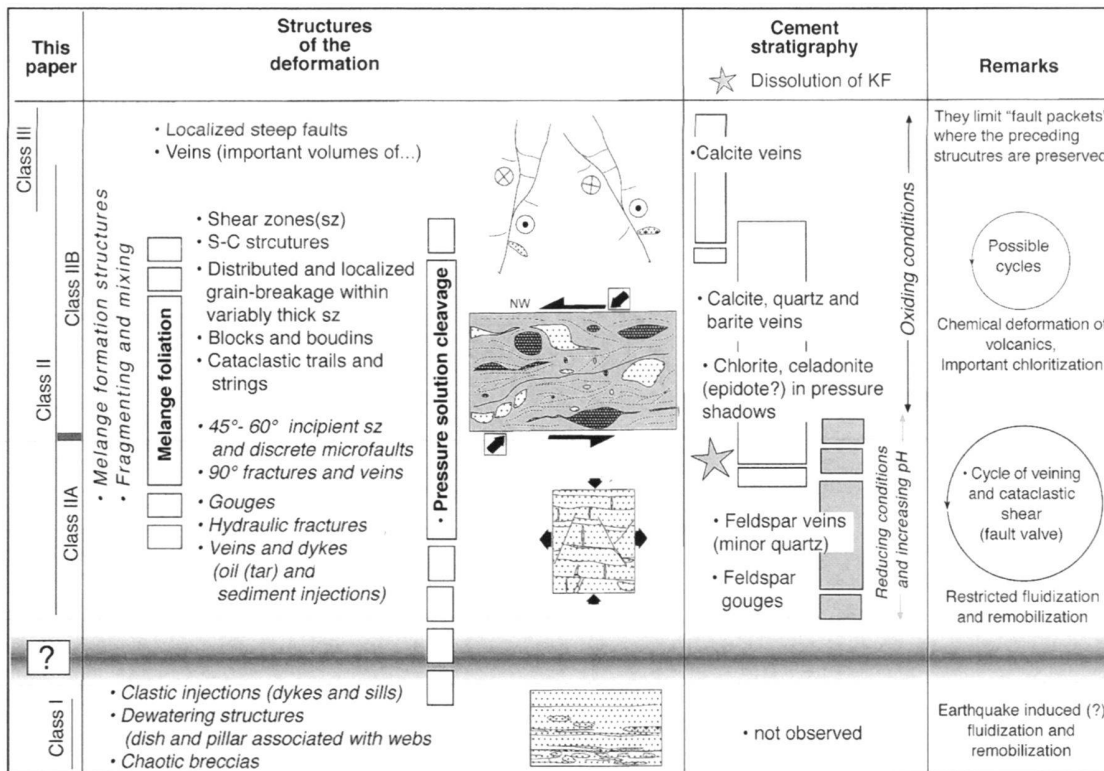 This
paper
Structures
of the
deformation
Cement
stratigraphy
Dissolution of KF
Remarks
Class III
Class II
Class IIB
Class IIA
?
Class I
• Melange formation structures
• Fragmenting and mixing
Melange foliation
• Localized steep faults
• Veins (important volumes of...)
• Shear zones(sz)
• S-C strcutures
• Distributed and localized
grain-breakage within
variably thick sz
• Blocks and boudins
• Cataclastic trails and
strings
• 45°- 60° incipient sz
and discrete microfaults
• 90° fractures and veins
• Gouges
• Hydraulic fractures
• Veins and dykes
(oil (tar) and
sediment injections)
• Clastic injections (dykes and sills)
• Dewatering structures
(dish and pillar associated with webs
• Chaotic breccias
• Pressure solution cleavage
NW
• Calcite veins
• Calcite, quartz and
barite veins
• Chlorite, celadonite
(epidote?) in pressure
shadows
• Feldspar veins
(minor quartz)
• Feldspar
gouges
• not observed
Oxiding conditions
Reducing conditions
and increasing pH
They limit "fault packets"
where the preceding
strucutres are preserved
Possible
cycles
Chemical deformation of
volcanics,
Important chloritization
• Cycle of veining
and cataclastic
shear
(fault valve)
Restricted fluidization
and remobilization
Earthquake induced (?)
fluidization and
remobilization